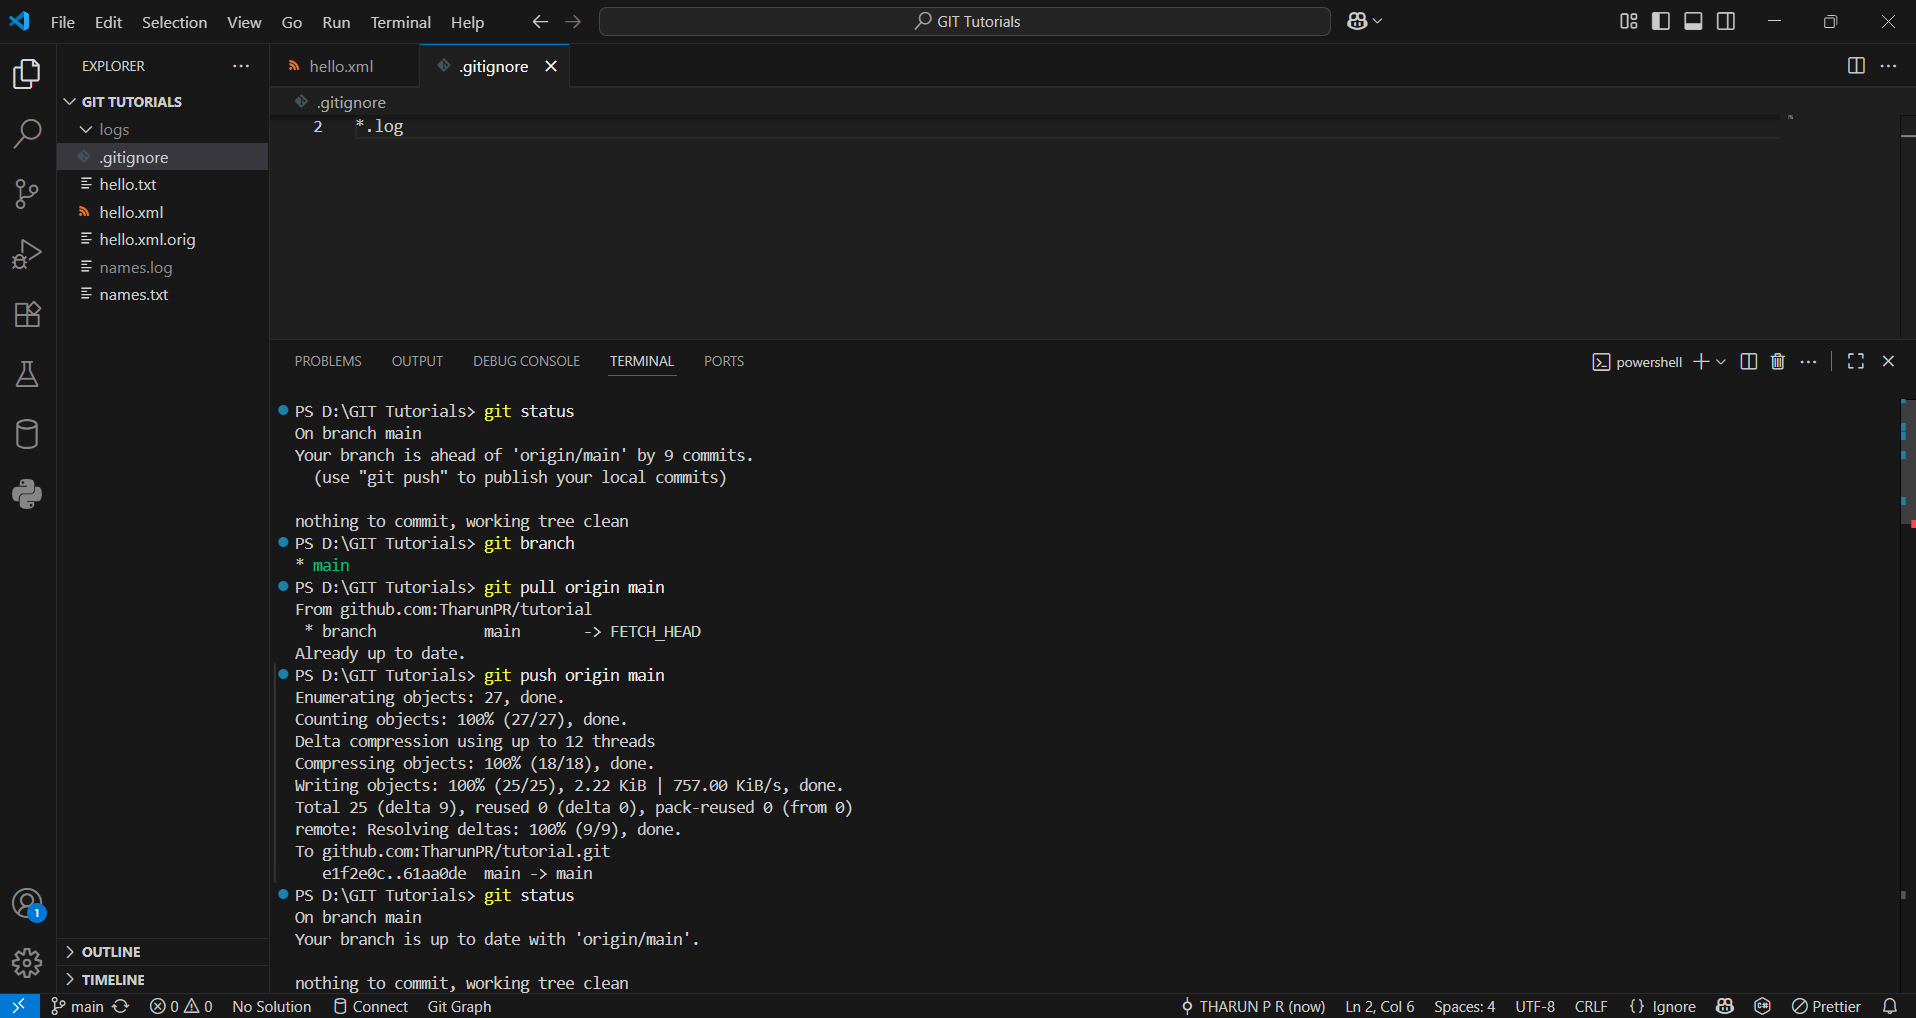 File Edit Selection View Go Run Terminal Help
GIT Tutorials
EXPLORER
GIT TUTORIALS
logs
.gitignore
hello.txt
hello.xml
hello.xml.orig
names.log
names.txt
OUTLINE
TIMELINE
hello.xml
.gitignore
.gitignore
2 *.log
PROBLEMS OUTPUT DEBUG CONSOLE TERMINAL PORTS
powershell
PS D:\GIT Tutorials> git status
On branch main
Your branch is ahead of 'origin/main' by 9 commits.
(use "git push" to publish your local commits)
nothing to commit, working tree clean
PS D:\GIT Tutorials> git branch
* main
PS D:\GIT Tutorials> git pull origin main
From github.com:TharunPR/tutorial
* branch main -> FETCH_HEAD
Already up to date.
PS D:\GIT Tutorials> git push origin main
Enumerating objects: 27, done.
Counting objects: 100% (27/27), done.
Delta compression using up to 12 threads
Compressing objects: 100% (18/18), done.
Writing objects: 100% (25/25), 2.22 KiB | 757.00 KiB/s, done.
Total 25 (delta 9), reused 0 (delta 0), pack-reused 0 (from 0)
remote: Resolving deltas: 100% (9/9), done.
To github.com:TharunPR/tutorial.git
e1f2e0c..61aa0de main -> main
PS D:\GIT Tutorials> git status
On branch main
Your branch is up to date with 'origin/main'.
nothing to commit, working tree clean
1
main 0 0 No Solution Connect Git Graph THARUN P R (now) Ln 2, Col 6 Spaces: 4 UTF-8 CRLF {} Ignore Prettier